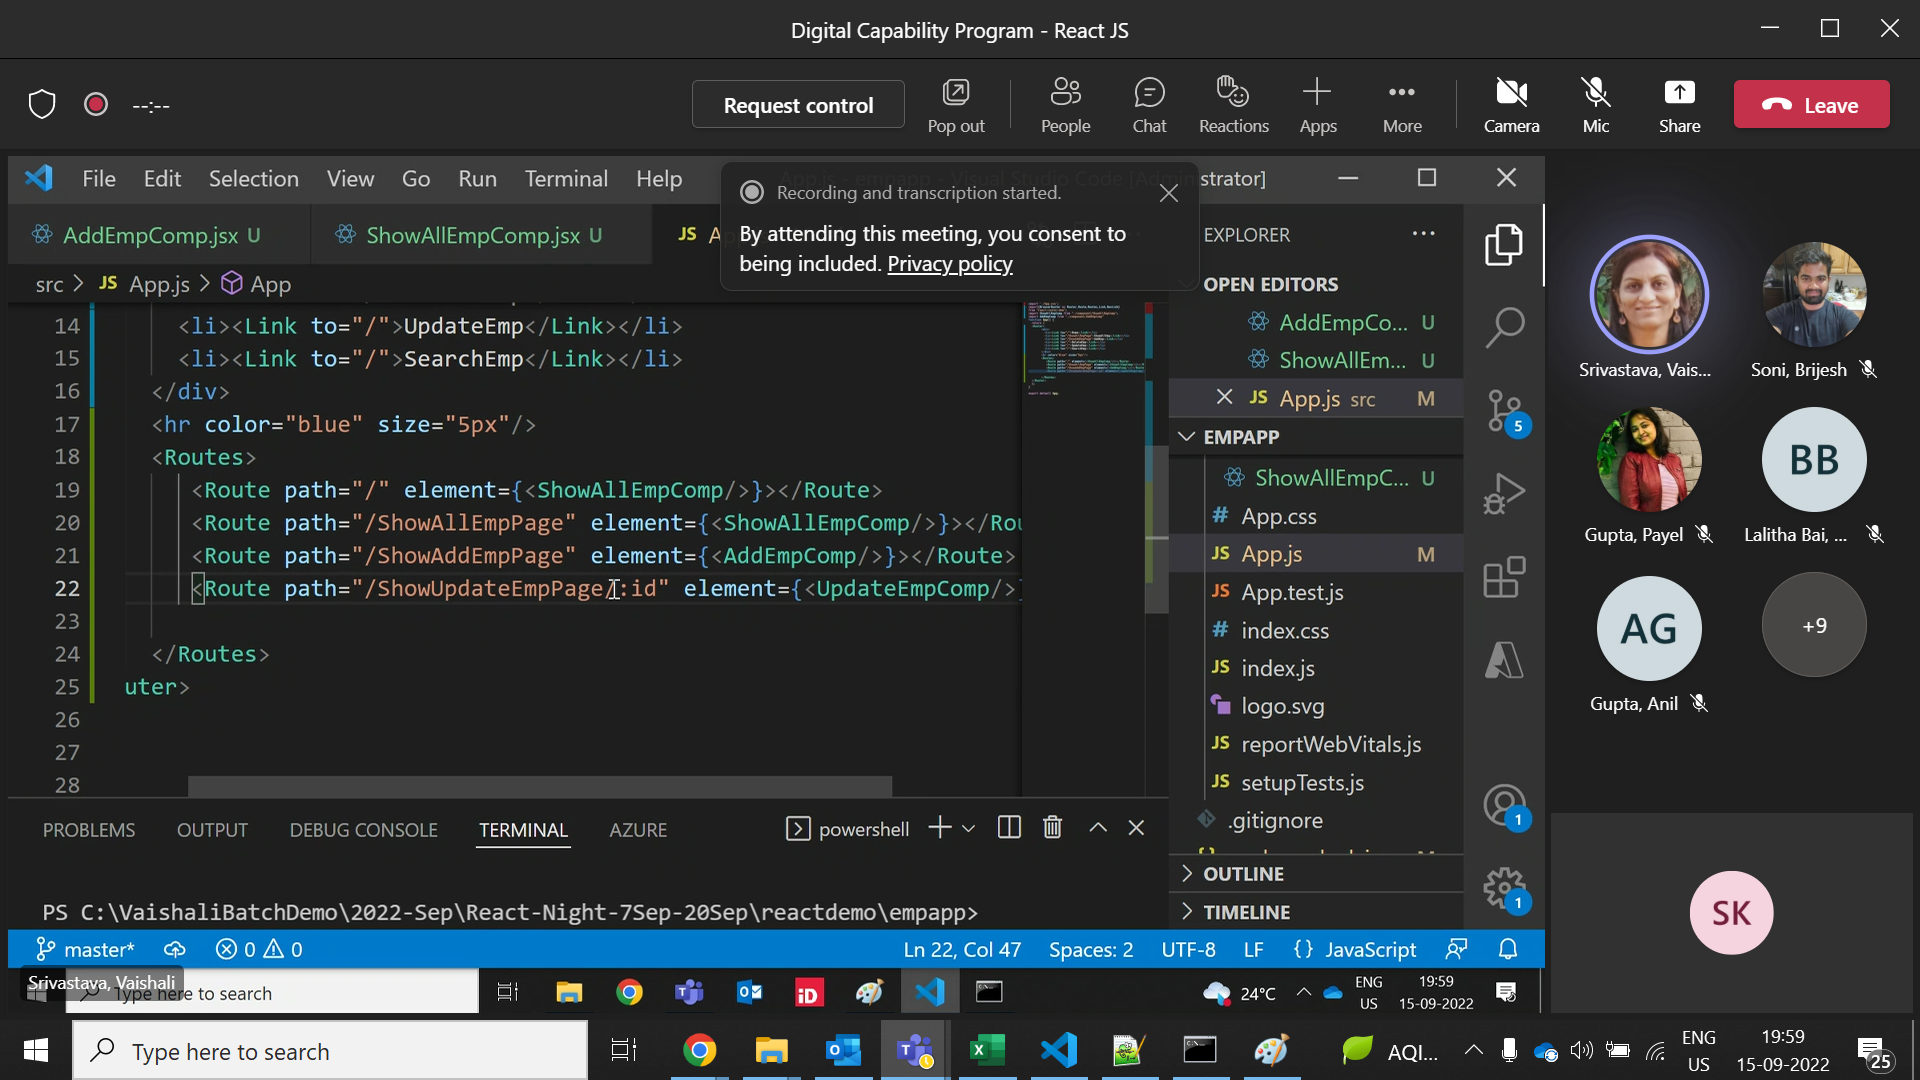 Digital Capability Program - React JS
--:--
Request control
Pop out
People
Chat
Reactions
Apps
More
Camera
Mic
Share
Leave
File Edit Selection View Go Run Terminal Help
strator]
Recording and transcription started.
By attending this meeting, you consent to
being included. Privacy policy
AddEmpComp.jsx U
ShowAllEmpComp.jsx U
JS
src > JS App.js > App
14 <li><Link to="/">UpdateEmp</Link></li>
15 <li><Link to="/">SearchEmp</Link></li>
16 </div>
17 <hr color="blue" size="5px"/>
18 <Routes>
19 <Route path="/" element={<ShowAllEmpComp/>}></Route>
20 <Route path="/ShowAllEmpPage" element={<ShowAllEmpComp/>}></Rou
21 <Route path="/ShowAddEmpPage" element={<AddEmpComp/>}></Route>
22 <Route path="/ShowUpdateEmpPage/:id" element={<UpdateEmpComp/>}
23
24 </Routes>
25 uter>
26
27
28
EXPLORER
OPEN EDITORS
AddEmpCo... U
ShowAllEm... U
JS App.js src M
EMPAPP
ShowAllEmpC... U
# App.css
JS App.js M
JS App.test.js
# index.css
JS index.js
logo.svg
JS reportWebVitals.js
JS setupTests.js
.gitignore
OUTLINE
TIMELINE
5
1
1
PROBLEMS OUTPUT DEBUG CONSOLE TERMINAL AZURE
powershell
PS C:\VaishaliBatchDemo\2022-Sep\React-Night-7Sep-20Sep\reactdemo\empapp>
master* 0 0
Ln 22, Col 47 Spaces: 2 UTF-8 LF {} JavaScript
Srivastava, Vaishali
Type here to search
iD
24°C
ENG
US
19:59
15-09-2022
Srivastava, Vais...
Soni, Brijesh
Gupta, Payel
BB
Lalitha Bai, ...
AG
Gupta, Anil
+9
SK
Type here to search
AQI...
ENG
US
19:59
15-09-2022
25